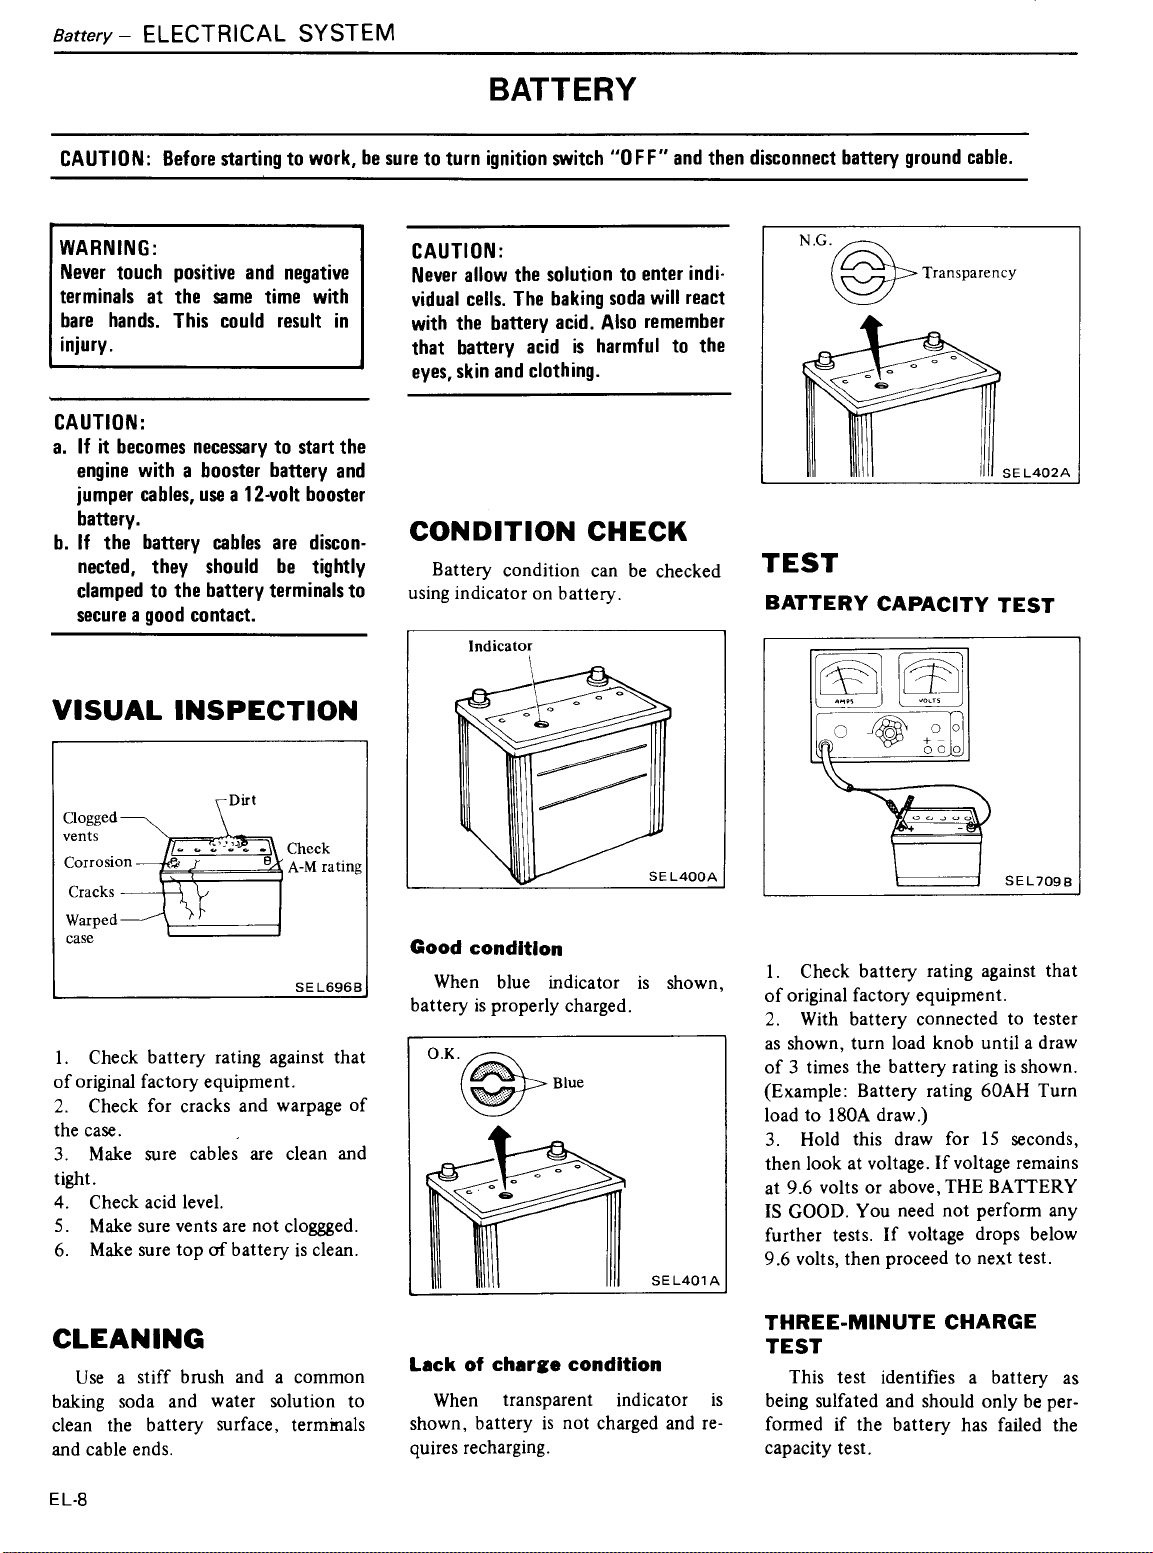 Battery – ELECTRICAL SYSTEM
BATTERY
CAUTION: Before starting to work, be sure to turn ignition switch "OFF" and then disconnect battery ground cable.
WARNING:
Never touch positive and negative
terminals at the same time with
bare hands. This could result in
injury.
CAUTION:
a. If it becomes necessary to start the
engine with a booster battery and
jumper cables, use a 12-volt booster
battery.
b. If the battery cables are discon-
nected, they should be tightly
clamped to the battery terminals to
secure a good contact.
VISUAL INSPECTION
Dirt
Clogged
vents
Check
A-M rating
Corrosion
Cracks
Warped
case
SEL696B
1. Check battery rating against that
of original factory equipment.
2. Check for cracks and warpage of
the case.
3. Make sure cables are clean and
tight.
4. Check acid level.
5. Make sure vents are not cloggged.
6. Make sure top of battery is clean.
CLEANING
Use a stiff brush and a common
baking soda and water solution to
clean the battery surface, terminals
and cable ends.
CAUTION:
Never allow the solution to enter indi-
vidual cells. The baking soda will react
with the battery acid. Also remember
that battery acid is harmful to the
eyes, skin and clothing.
CONDITION CHECK
Battery condition can be checked
using indicator on battery.
Indicator
SEL400A
Good condition
When blue indicator is shown,
battery is properly charged.
O.K.
Blue
SEL401A
Lack of charge condition
When transparent indicator is
shown, battery is not charged and re-
quires recharging.
N.G.
Transparency
SEL402A
TEST
BATTERY CAPACITY TEST
AMPS
VOLTS
+ –
+ –
SEL709B
1. Check battery rating against that
of original factory equipment.
2. With battery connected to tester
as shown, turn load knob until a draw
of 3 times the battery rating is shown.
(Example: Battery rating 60AH Turn
load to 180A draw.)
3. Hold this draw for 15 seconds,
then look at voltage. If voltage remains
at 9.6 volts or above, THE BATTERY
IS GOOD. You need not perform any
further tests. If voltage drops below
9.6 volts, then proceed to next test.
THREE-MINUTE CHARGE
TEST
This test identifies a battery as
being sulfated and should only be per-
formed if the battery has failed the
capacity test.
EL-8